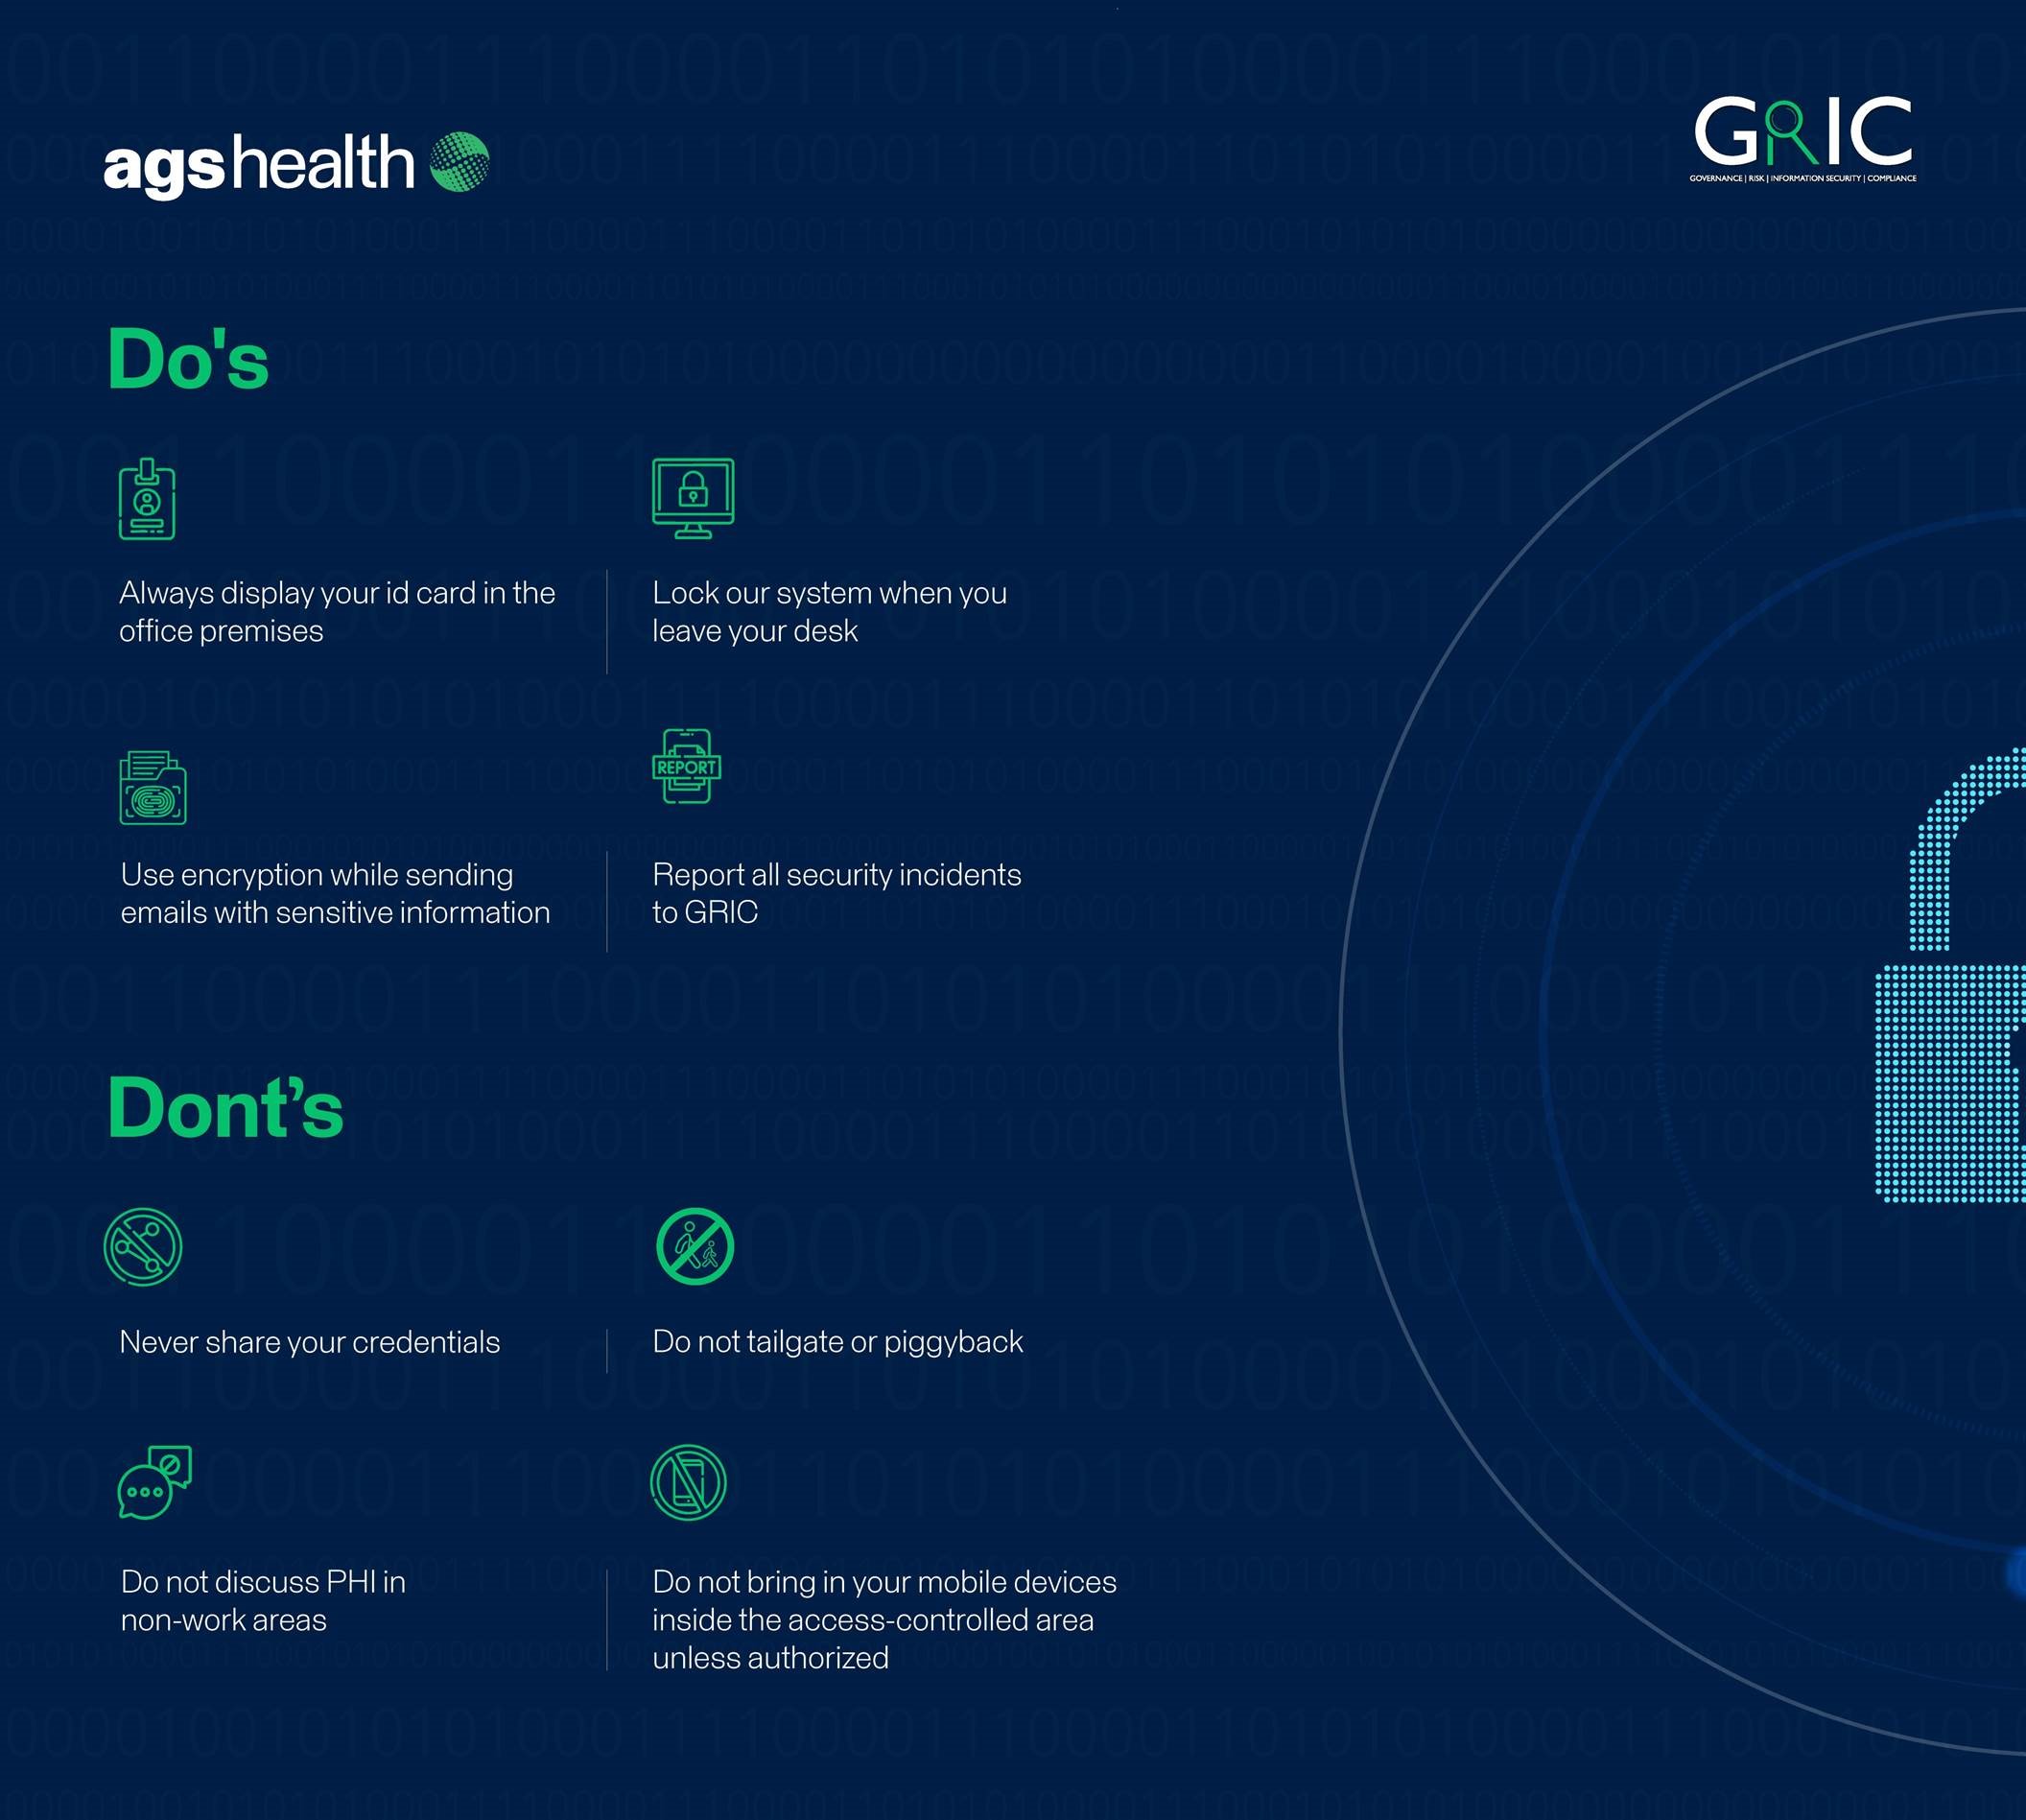 agshealth
GRIC
GOVERNANCE | RISK | INFORMATION SECURITY | COMPLIANCE
Do's
Always display your id card in the
office premises
Lock our system when you
leave your desk
REPORT
Use encryption while sending
emails with sensitive information
Report all security incidents
to GRIC
Dont’s
Never share your credentials
Do not tailgate or piggyback
Do not discuss PHI in
non-work areas
Do not bring in your mobile devices
inside the access-controlled area
unless authorized